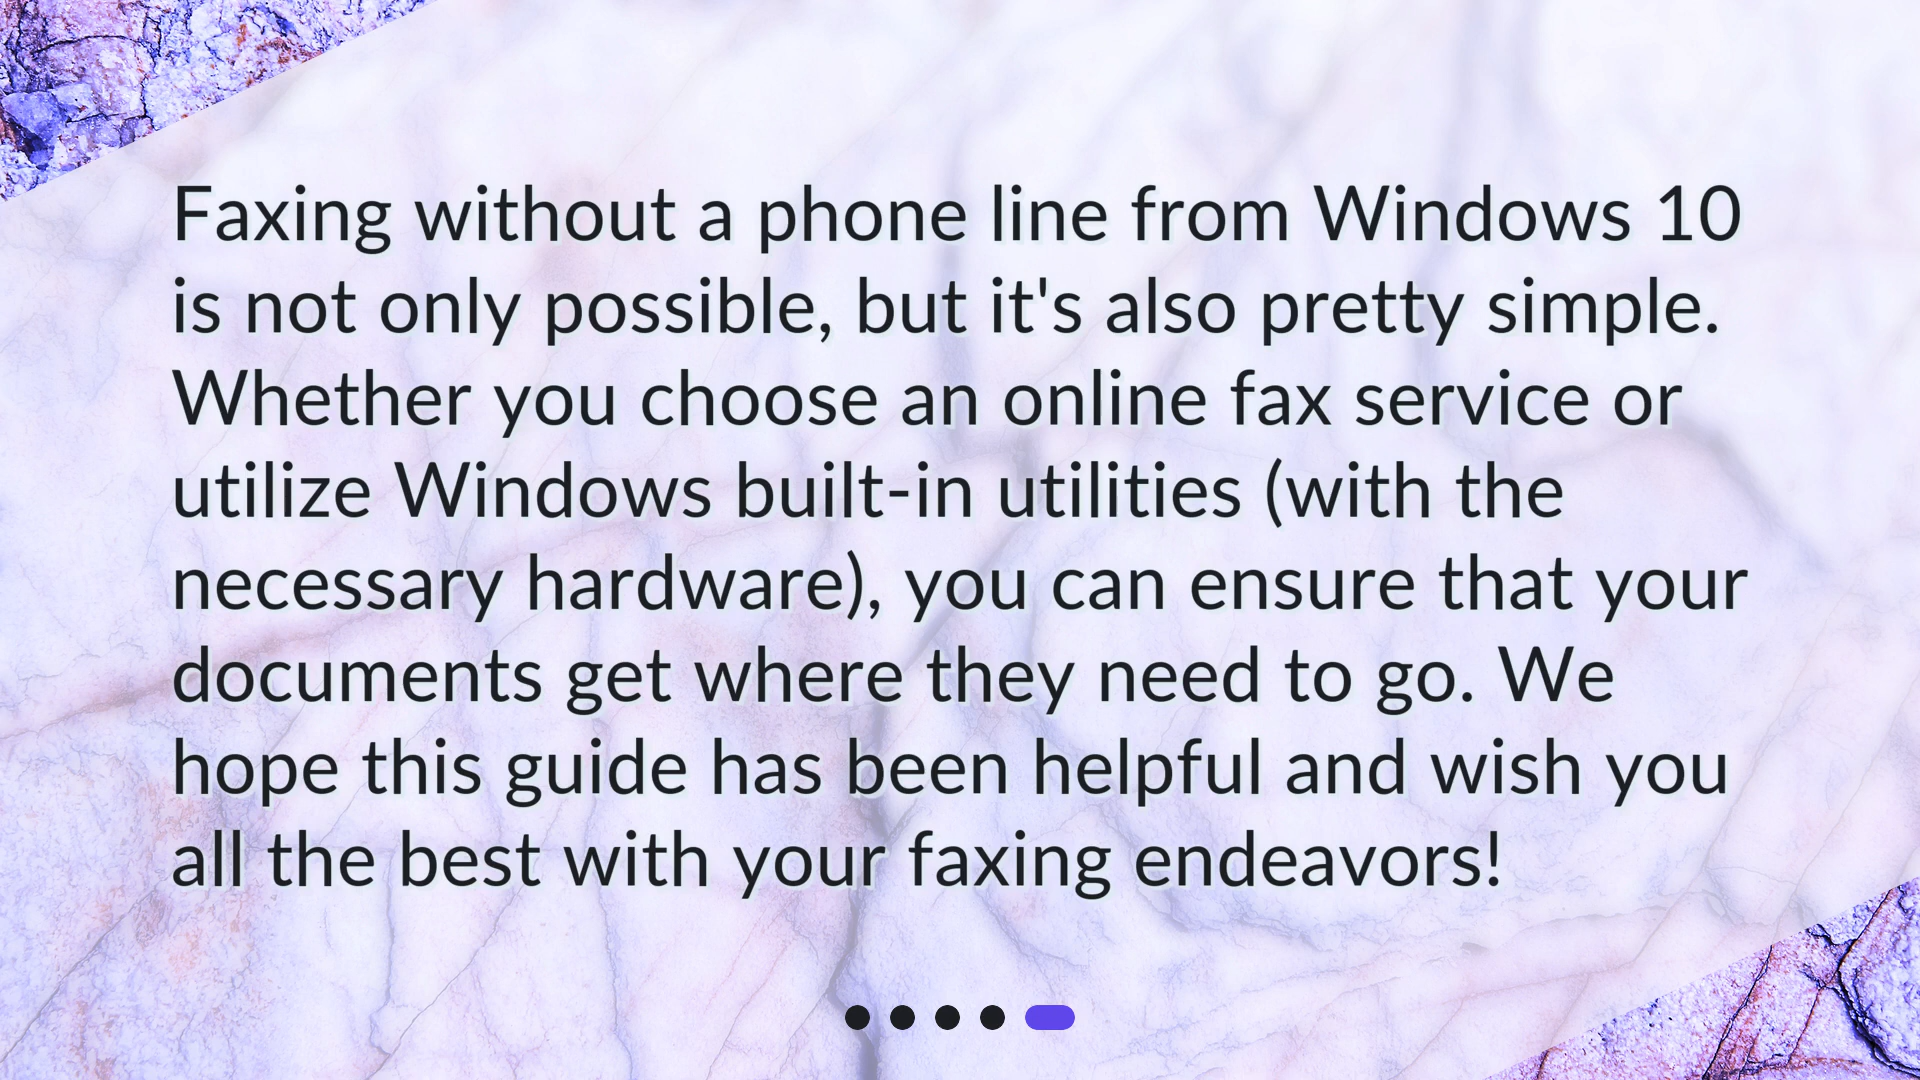 Faxing without a phone line from Windows 10
is not only possible, but it's also pretty simple.
Whether you choose an online fax service or
utilize Windows built-in utilities (with the
necessary hardware), you can ensure that your
documents get where they need to go. We
hope this guide has been helpful and wish you
all the best with your faxing endeavors!